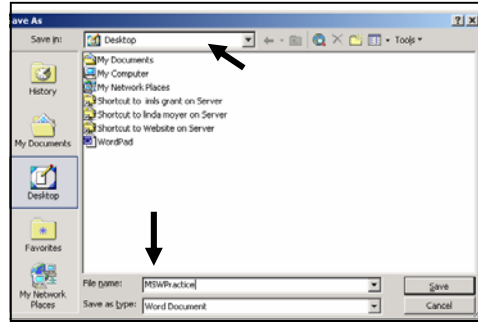 ave As
Save in:
Desktop
Tools
History
My Documents
Desktop
Favorites
My Network Places
My Documents
My Computer
My Network Places
Shortcut to imls grant on Server
Shortcut to linda moyer on Server
Shortcut to Website on Server
WordPad
File name:
MSWPractice
Save
Save as type:
Word Document
Cancel